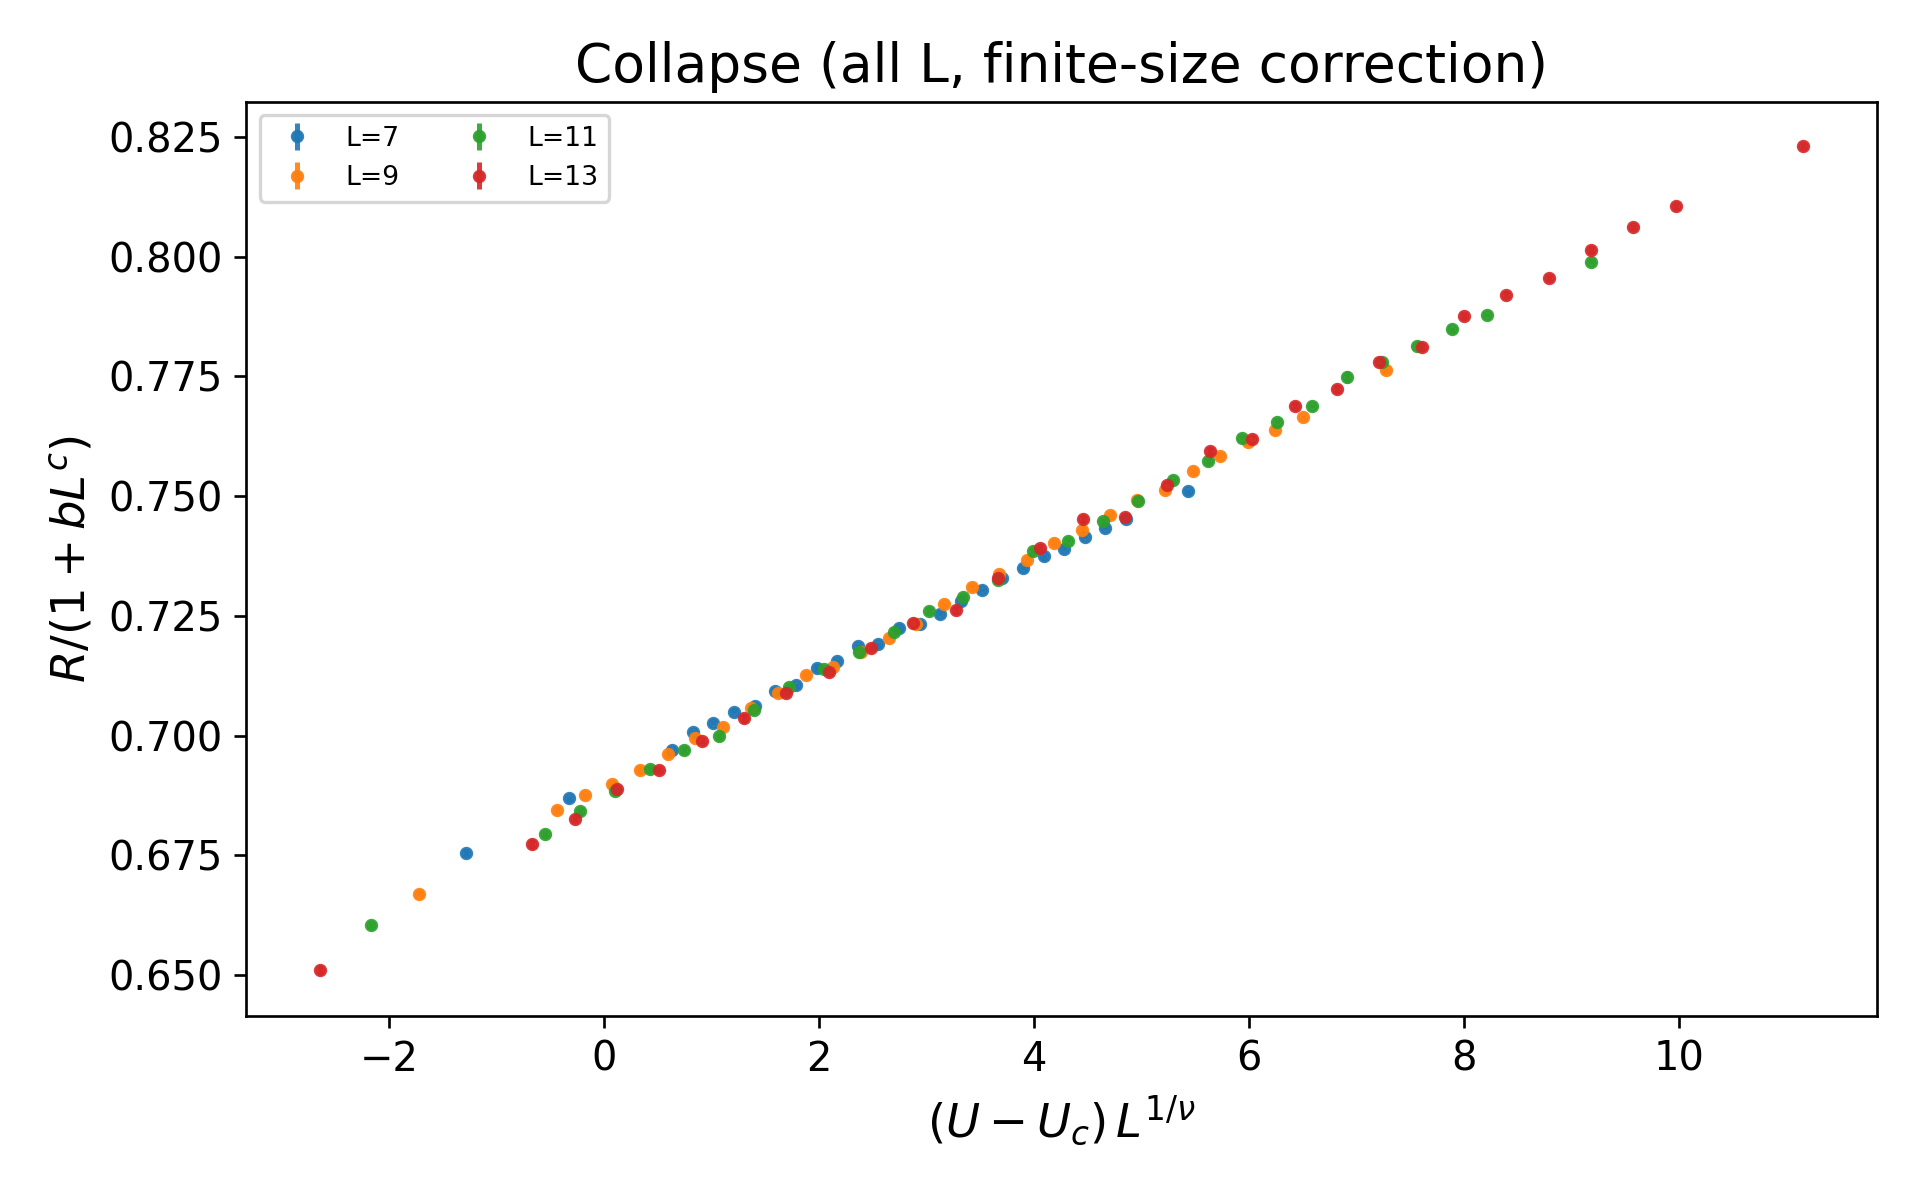 Collapse (all L, finite-size correction)
L=7
L=9
L=11
L=13
0.825
0.800
0.775
0.750
0.725
0.700
0.675
0.650
R/(1 + bL^c)
−2 0 2 4 6 8 10
(U − U_c) L^{1/ν}